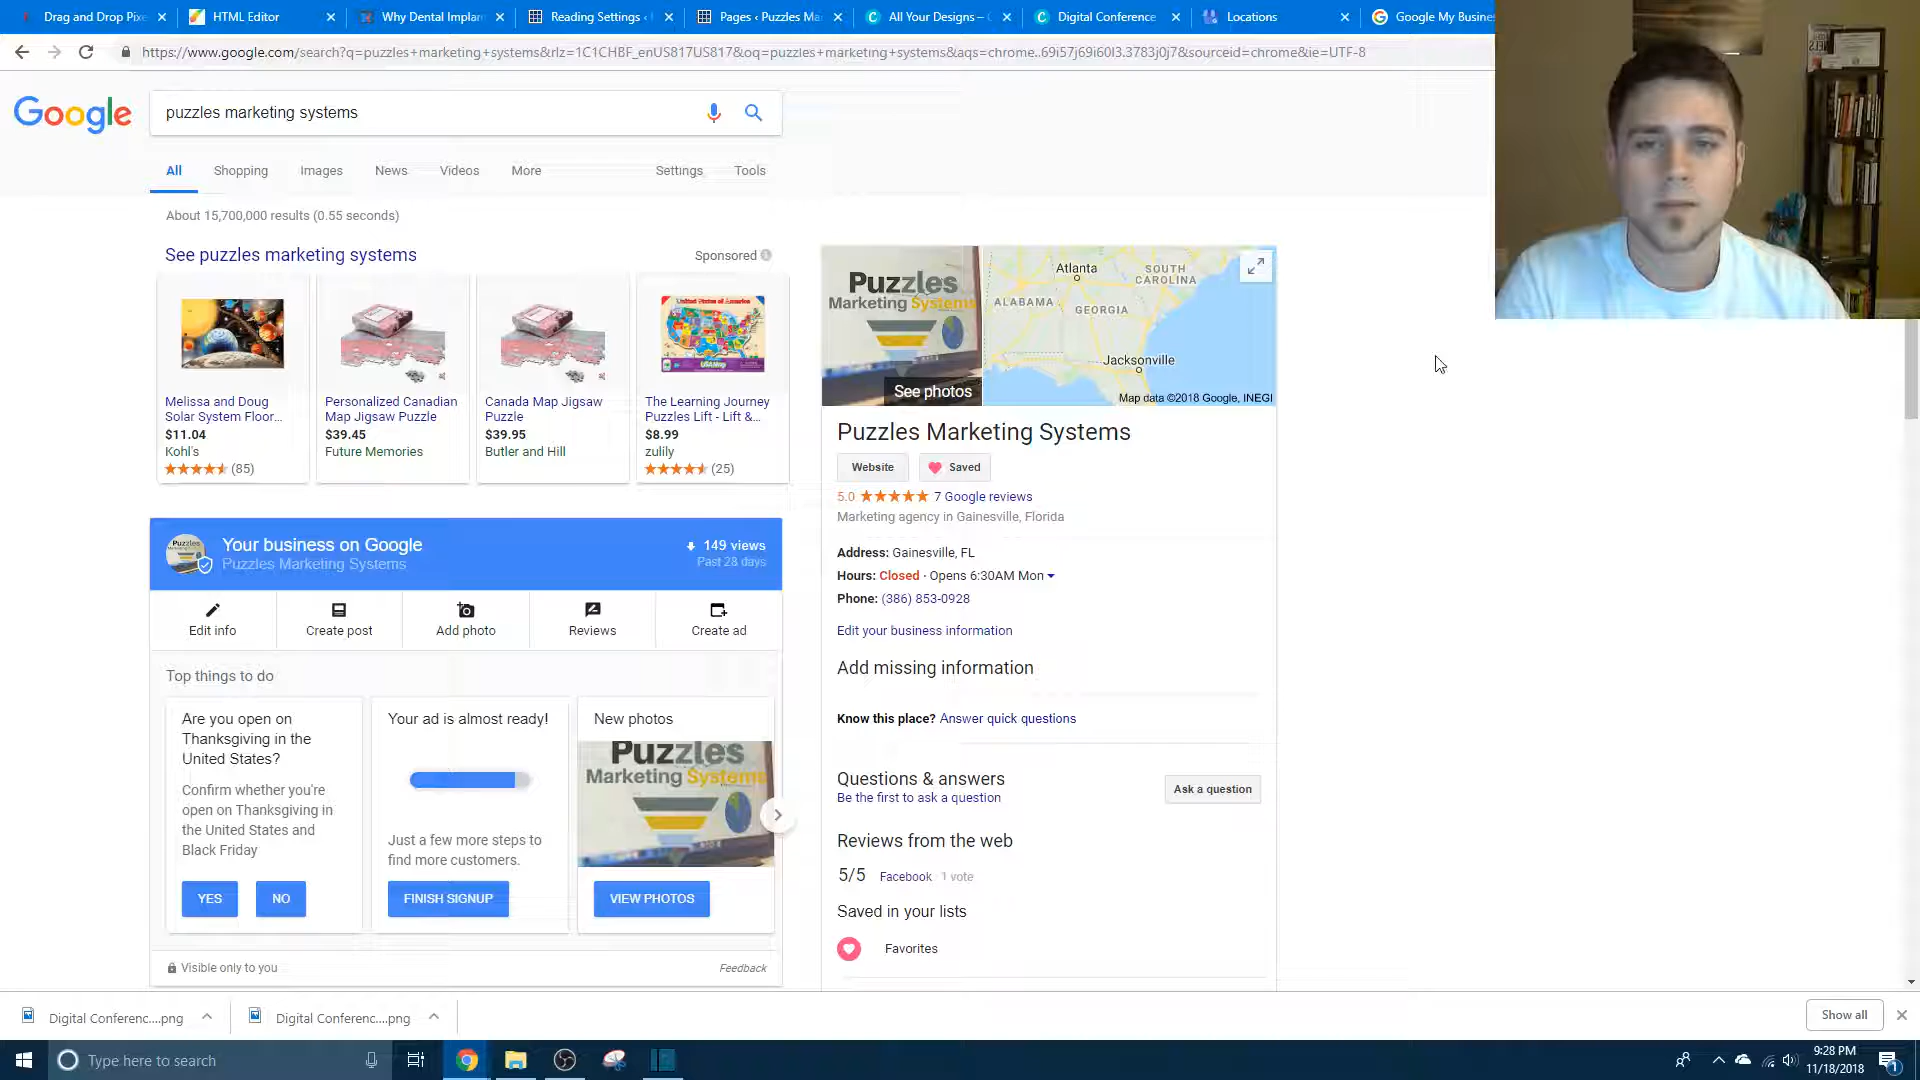 Drag and Drop Pixe
HTML Editor
Why Dental Implan
Reading Settings ‹
Pages ‹ Puzzles Ma
All Your Designs –
Digital Conference
Locations
Google My Busine
https://www.google.com/search?q=puzzles+marketing+systems&rlz=1C1CHBF_enUS817US817&oq=puzzles+marketing+systems&aqs=chrome..69i57j69i60l3.3783j0j7&sourceid=chrome&ie=UTF-8
Google
puzzles marketing systems
All
Shopping
Images
News
Videos
More
Settings
Tools
About 15,700,000 results (0.55 seconds)
See puzzles marketing systems
Sponsored
Melissa and Doug
Solar System Floor...
$11.04
Kohl's
(85)
Personalized Canadian
Map Jigsaw Puzzle
$39.45
Future Memories
Canada Map Jigsaw
Puzzle
$39.95
Butler and Hill
United States of America
The Learning Journey
Puzzles Lift - Lift &...
$8.99
zulily
(25)
Your business on Google
Puzzles Marketing Systems
149 views
Past 28 days
Edit info
Create post
Add photo
Reviews
Create ad
Top things to do
Are you open on
Thanksgiving in the
United States?
Confirm whether you're
open on Thanksgiving in
the United States and
Black Friday
YES
NO
Your ad is almost ready!
Just a few more steps to
find more customers.
FINISH SIGNUP
New photos
Puzzles
Marketing Systems
VIEW PHOTOS
Visible only to you
Feedback
Puzzles
Marketing Systems
See photos
Atlanta
SOUTH
CAROLINA
ALABAMA
GEORGIA
Jacksonville
Map data ©2018 Google, INEGI
Puzzles Marketing Systems
Website
Saved
5.0
7 Google reviews
Marketing agency in Gainesville, Florida
Address: Gainesville, FL
Hours: Closed · Opens 6:30AM Mon
Phone: (386) 853-0928
Edit your business information
Add missing information
Know this place? Answer quick questions
Questions & answers
Be the first to ask a question
Ask a question
Reviews from the web
5/5 Facebook 1 vote
Saved in your lists
Favorites
Digital Conferenc....png
Digital Conferenc....png
Show all
Type here to search
9:28 PM
11/18/2018
1